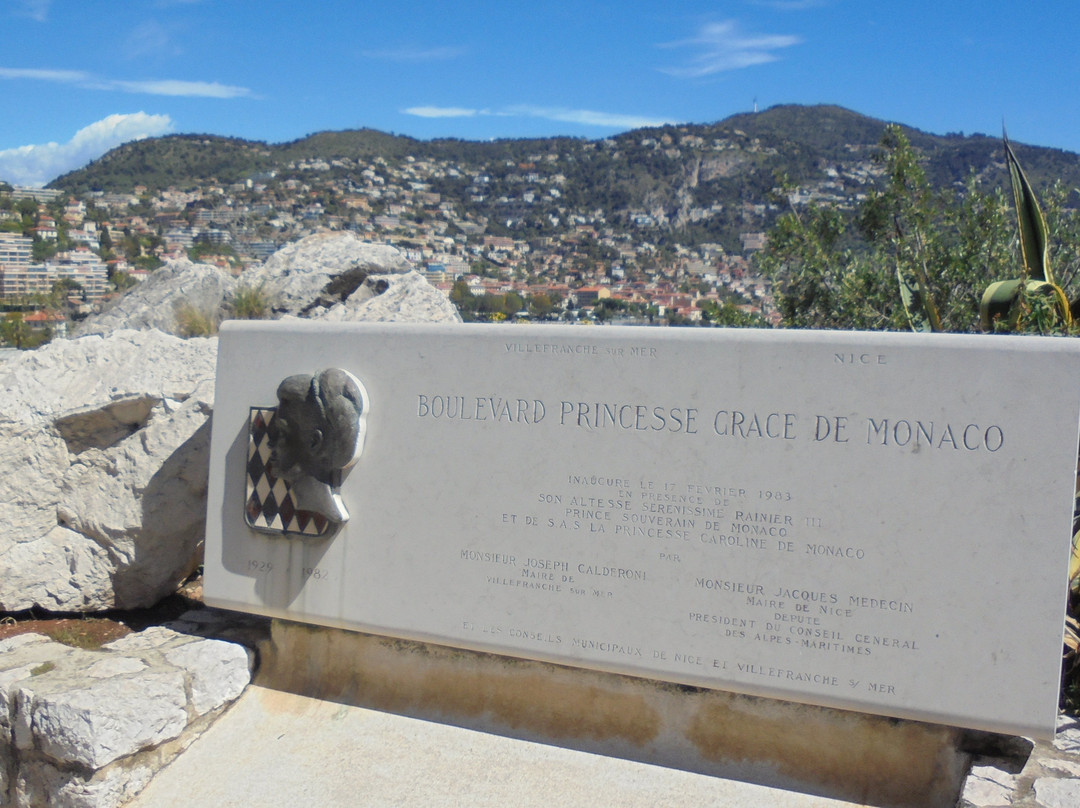 VILLEFRANCHE SUR MER NICE
BOULEVARD PRINCESSE GRACE DE MONACO
INAUGURE LE 17 FEVRIER 1983
EN PRESENCE DE
SON ALTESSE SERENISSIME RAINIER III
PRINCE SOUVERAIN DE MONACO
ET DE S.A.S LA PRINCESSE CAROLINE DE MONACO
PAR
MONSIEUR JOSEPH CALDERONI
MAIRE DE
VILLEFRANCHE SUR MER
MONSIEUR JACQUES MEDECIN
MAIRE DE NICE
DEPUTE
PRESIDENT DU CONSEIL GENERAL
DES ALPES-MARITIMES
ET LES CONSEILS MUNICIPAUX DE NICE ET VILLEFRANCHE S/ MER
1929 1982